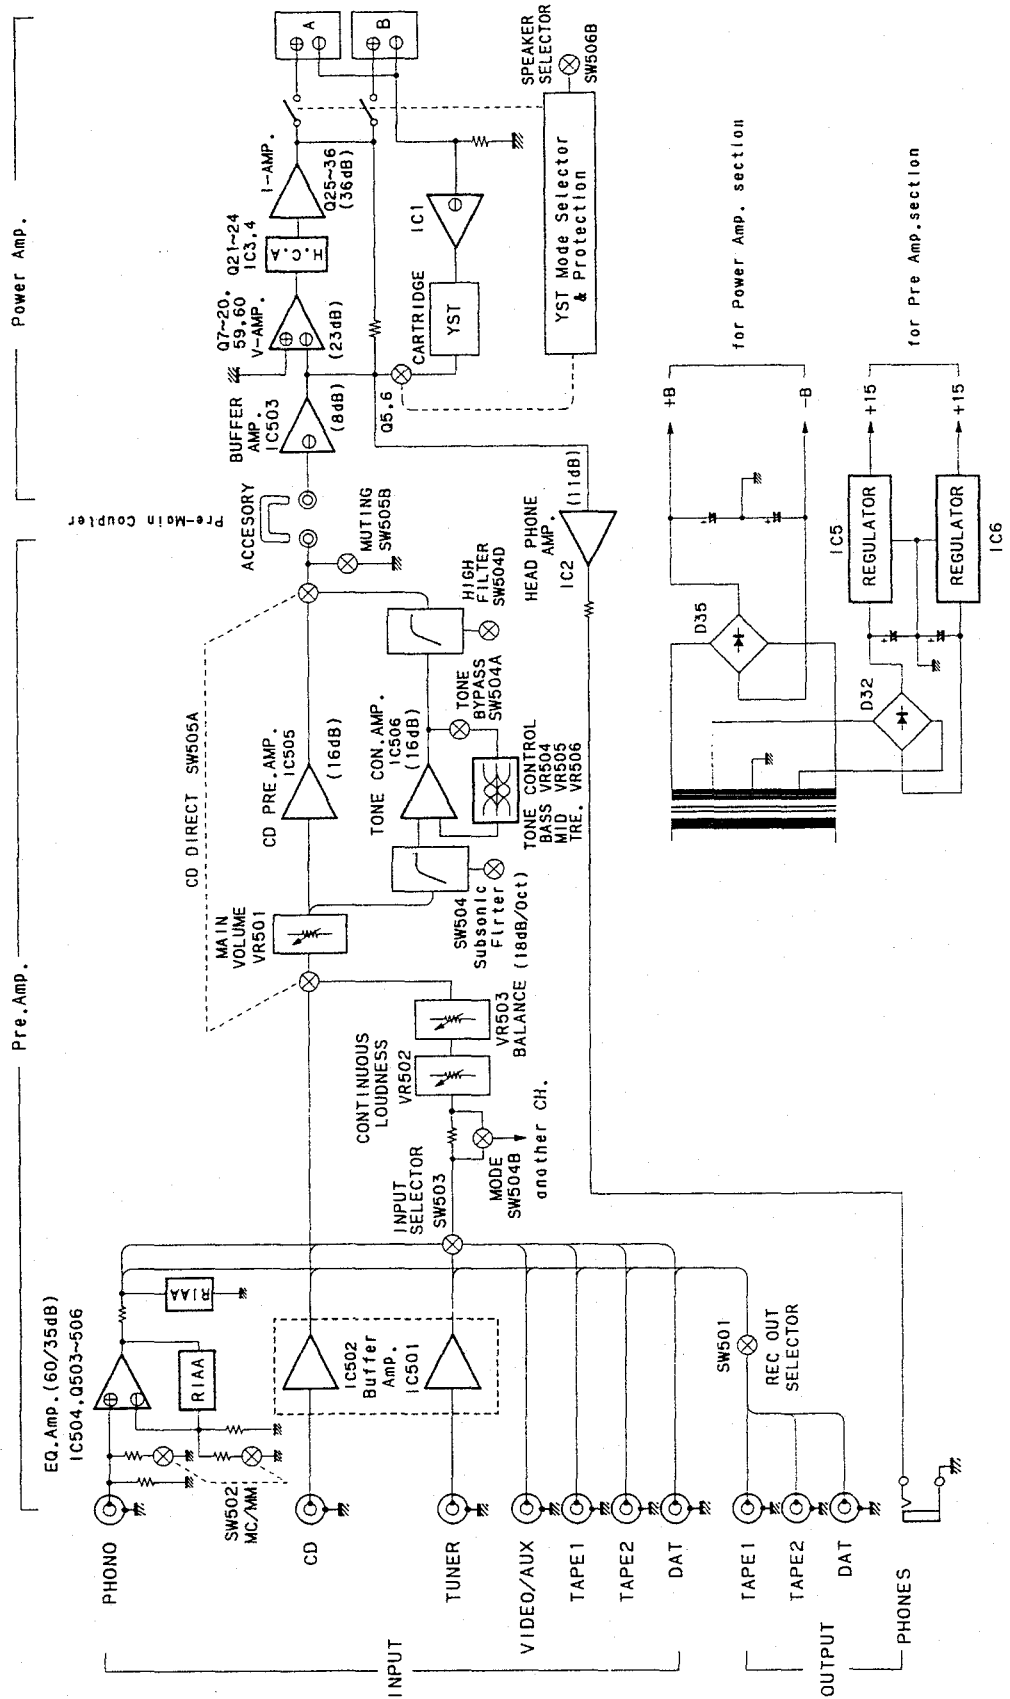 Pre.Amp.
Power Amp.
Pre-Main Coupler
EQ.Amp.(60/35dB)
IC504,Q503~506
RIAA
RIAA
SW502
MC/MM
IC502
Buffer
Amp.
IC501
INPUT
PHONO
CD
TUNER
VIDEO/AUX
TAPE1
TAPE2
DAT
OUTPUT
TAPE1
TAPE2
DAT
PHONES
SW501
REC OUT
SELECTOR
INPUT
SELECTOR
SW503
MODE
SW504B
another CH.
CONTINUOUS
LOUDNESS
VR502
VR503
BALANCE
CD DIRECT SW505A
MAIN
VOLUME
VR501
SW504
Subsonic
Flrter
(18dB/Oct)
CD PRE.AMP.
IC505
(16dB)
TONE CON.AMP.
IC506
(16dB)
TONE
BYPASS
SW504A
TONE CONTROL
BASS VR504
MID VR505
TRE. VR506
HIGH
FILTER
SW504D
MUTING
SW505B
ACCESORY
BUFFER
AMP.
IC503
(8dB)
Q7~20.
59,60
V-AMP.
(23dB)
Q21~24
IC3,4
H.C.A
I-AMP.
Q25~36
(36dB)
A
B
SPEAKER
SELECTOR
SW506B
YST Mode Selector
& Protection
IC1
CARTRIDGE
YST
Q5,6
HEAD PHONE
AMP.
(11dB)
IC2
D35
D32
+B
-B
for Power Amp. section
IC5
REGULATOR
+15
REGULATOR
+15
IC6
for Pre Amp.section